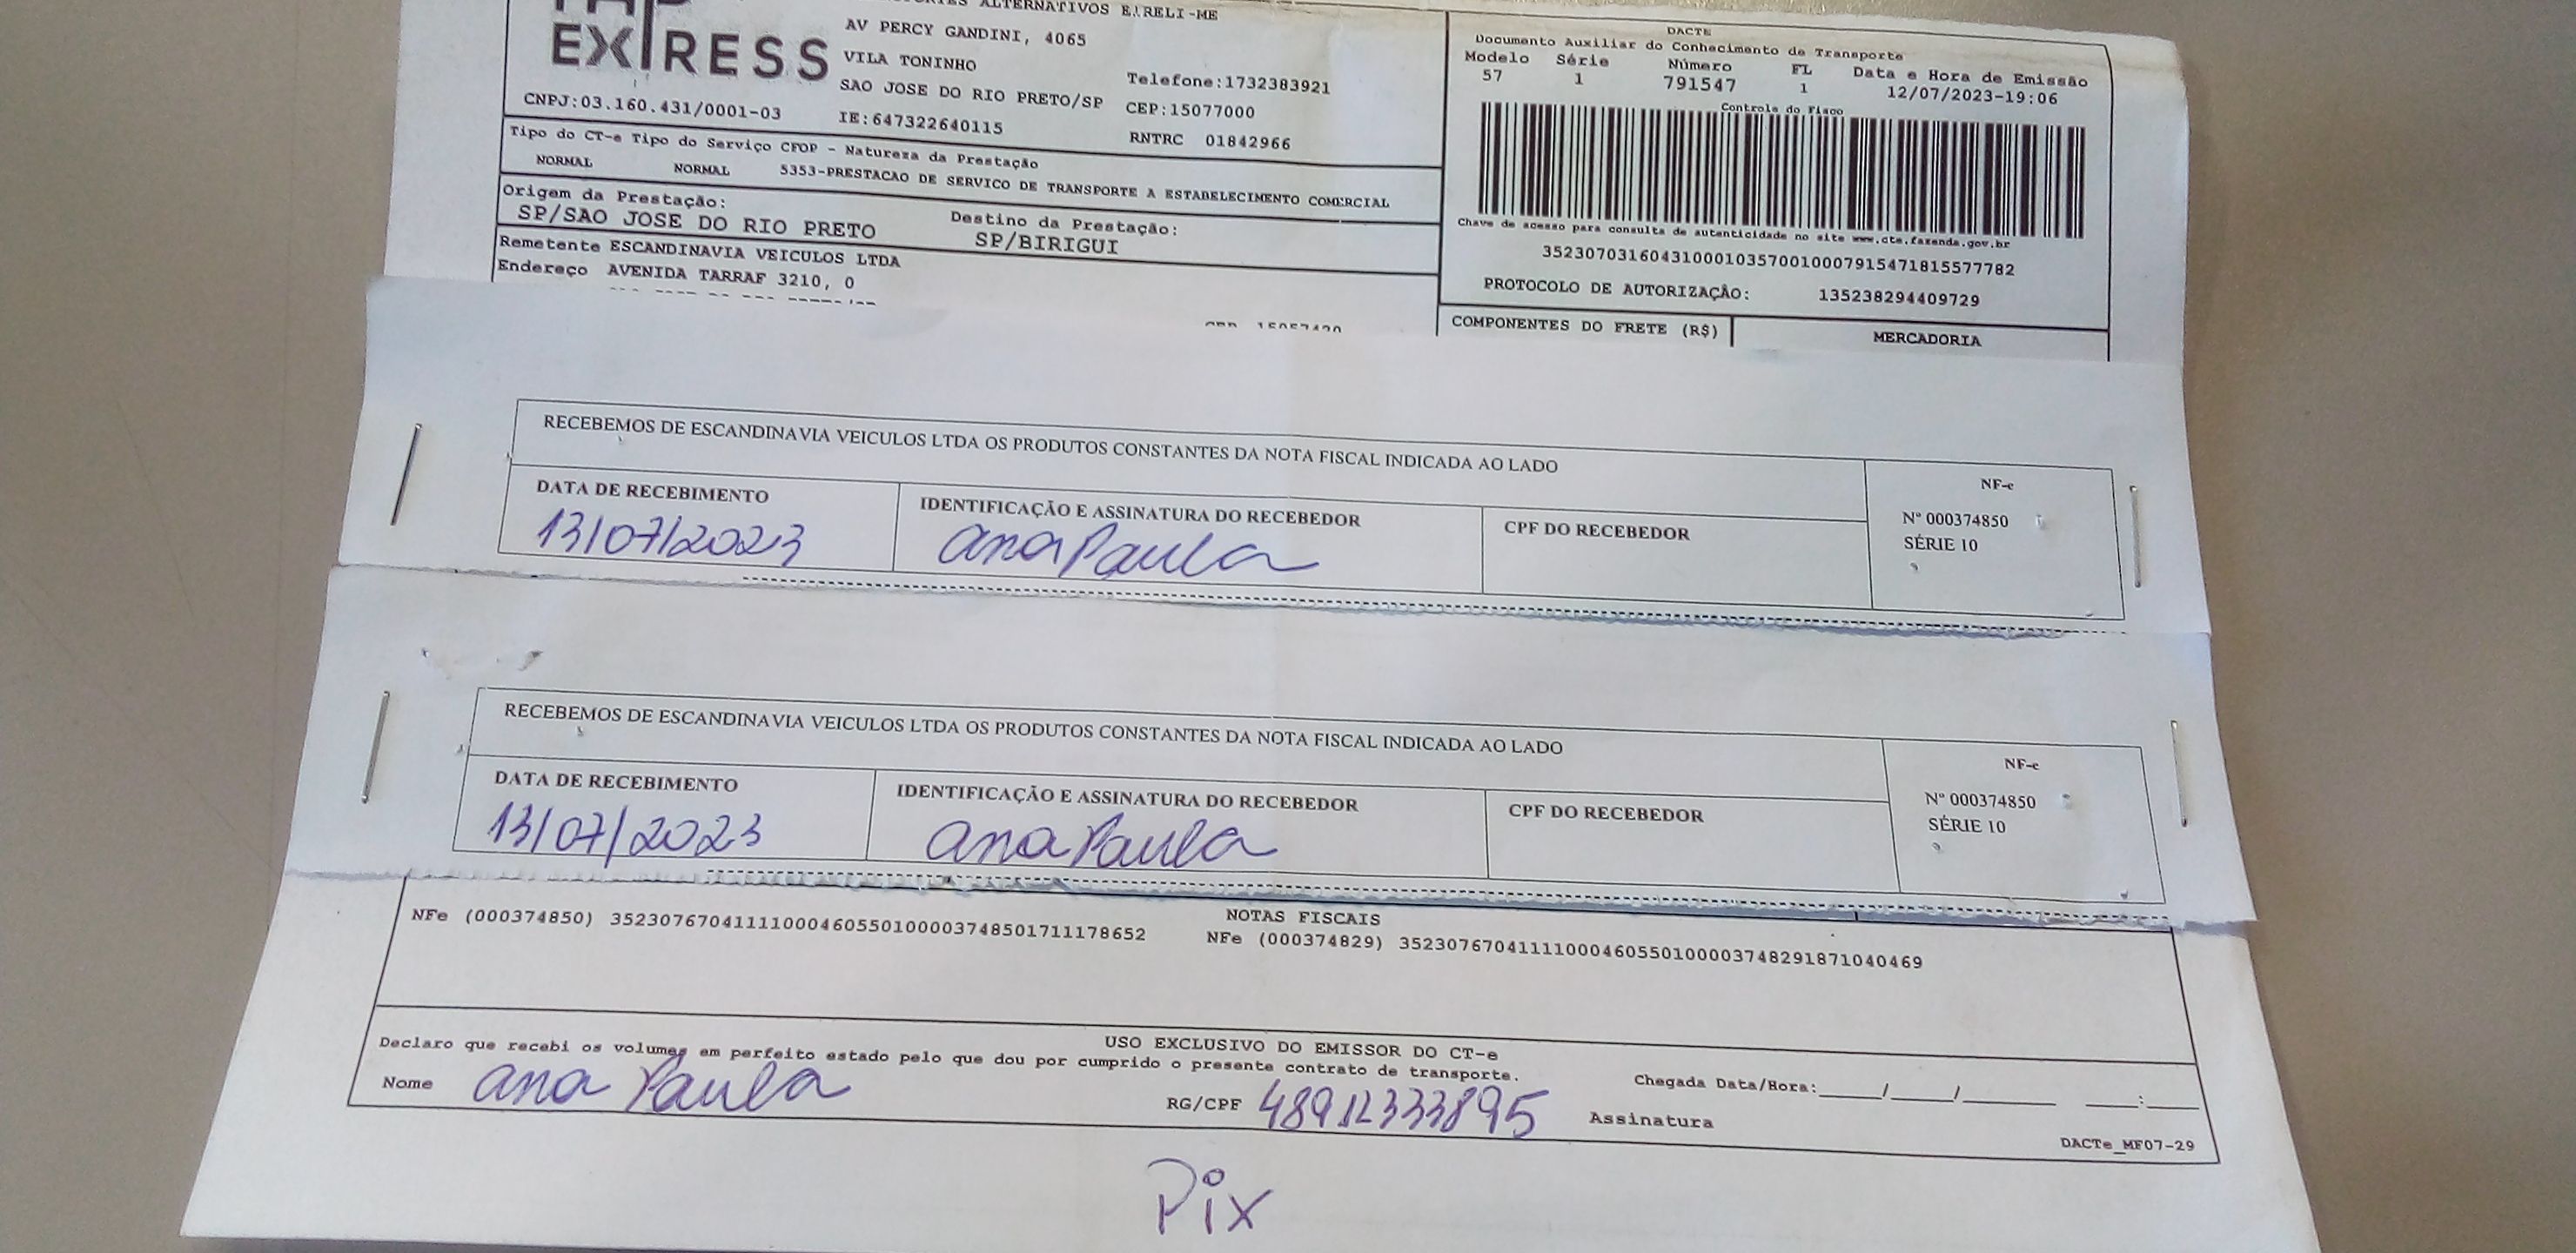 EXPRESS
ALTERNATIVOS EIRELI-ME
AV PERCY GANDINI, 4065
VILA TONINHO
SAO JOSE DO RIO PRETO/SP
Telefone:1732383921
CEP:15077000
CNPJ:03.160.431/0001-03
IE:647322640115
RNTRC 01842966
DACTE
Documento Auxiliar do Conhecimento de Transporte
Modelo Série Número FL Data e Hora de Emissão
57 1 791547 1 12/07/2023-19:06
Controle do Fisco
Chave de acesso para consulta de autenticidade no site www.cte.fazenda.gov.br
35230703160431000103570010007915471815577782
PROTOCOLO DE AUTORIZAÇÃO: 135238294409729
COMPONENTES DO FRETE (R$) MERCADORIA
Tipo do CT-e Tipo do Serviço CFOP - Natureza da Prestação
NORMAL NORMAL 5353-PRESTACAO DE SERVICO DE TRANSPORTE A ESTABELECIMENTO COMERCIAL
Origem da Prestação: Destino da Prestação:
SP/SAO JOSE DO RIO PRETO SP/BIRIGUI
Remetente ESCANDINAVIA VEICULOS LTDA
Endereço AVENIDA TARRAF 3210, 0
RECEBEMOS DE ESCANDINAVIA VEICULOS LTDA OS PRODUTOS CONSTANTES DA NOTA FISCAL INDICADA AO LADO
DATA DE RECEBIMENTO IDENTIFICAÇÃO E ASSINATURA DO RECEBEDOR CPF DO RECEBEDOR
13/07/2023 ana Paula
NF-e
Nº 000374850
SÉRIE 10
RECEBEMOS DE ESCANDINAVIA VEICULOS LTDA OS PRODUTOS CONSTANTES DA NOTA FISCAL INDICADA AO LADO
DATA DE RECEBIMENTO IDENTIFICAÇÃO E ASSINATURA DO RECEBEDOR CPF DO RECEBEDOR
13/07/2023 ana Paula
NF-e
Nº 000374850
SÉRIE 10
NOTAS FISCAIS
NFe (000374850) 35230767041111000460550100003748501711178652 NFe (000374829) 35230767041111000460550100003748291871040469
USO EXCLUSIVO DO EMISSOR DO CT-e
Declaro que recebi os volumes em perfeito estado pelo que dou por cumprido o presente contrato de transporte.
Nome ana Paula RG/CPF 48912333895 Assinatura
Chegada Data/Hora:_____/_____/________ ____:____
DACTe_MF07-29
Pix